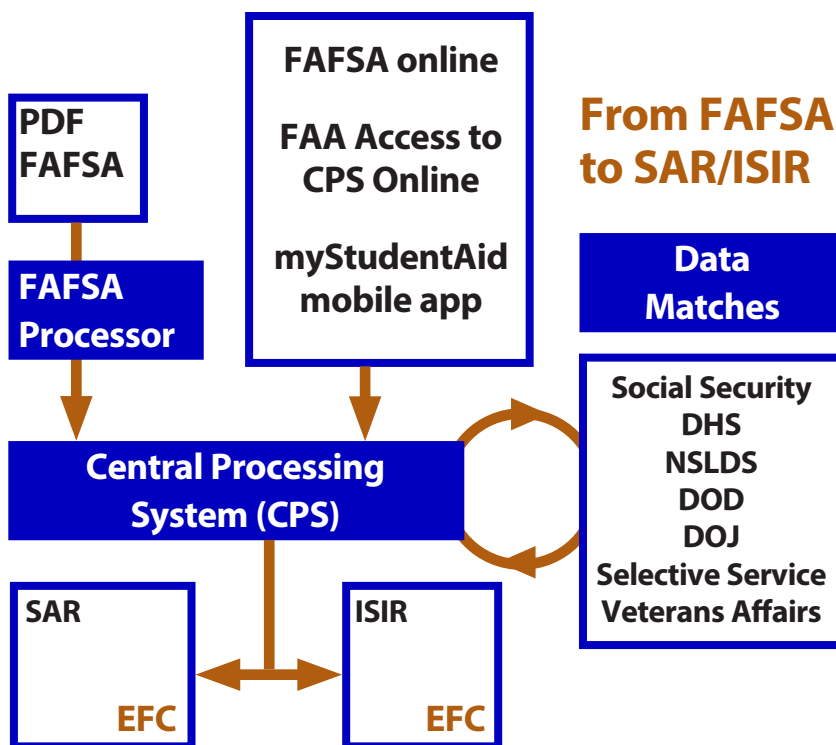 PDF
FAFSA
FAFSA
Processor
FAFSA online
FAA Access to
CPS Online
myStudentAid
mobile app
From FAFSA
to SAR/ISIR
Data
Matches
Social Security
DHS
NSLDS
DOD
DOJ
Selective Service
Veterans Affairs
Central Processing
System (CPS)
SAR
EFC
ISIR
EFC